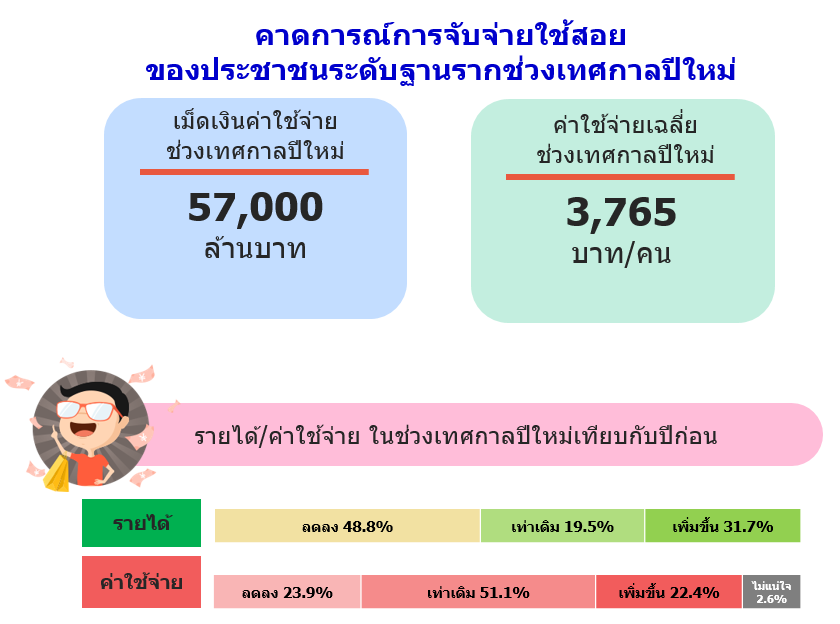 คาดการณ์การจับจ่ายใช้สอย
ของประชาชนระดับฐานรากช่วงเทศกาลปีใหม่
เม็ดเงินค่าใช้จ่าย
ช่วงเทศกาลปีใหม่
57,000
ล้านบาท
ค่าใช้จ่ายเฉลี่ย
ช่วงเทศกาลปีใหม่
3,765
บาท/คน
รายได้/ค่าใช้จ่าย ในช่วงเทศกาลปีใหม่เทียบกับปีก่อน
รายได้
ลดลง 48.8%
เท่าเดิม 19.5%
เพิ่มขึ้น 31.7%
ค่าใช้จ่าย
ลดลง 23.9%
เท่าเดิม 51.1%
เพิ่มขึ้น 22.4%
ไม่แน่ใจ
2.6%